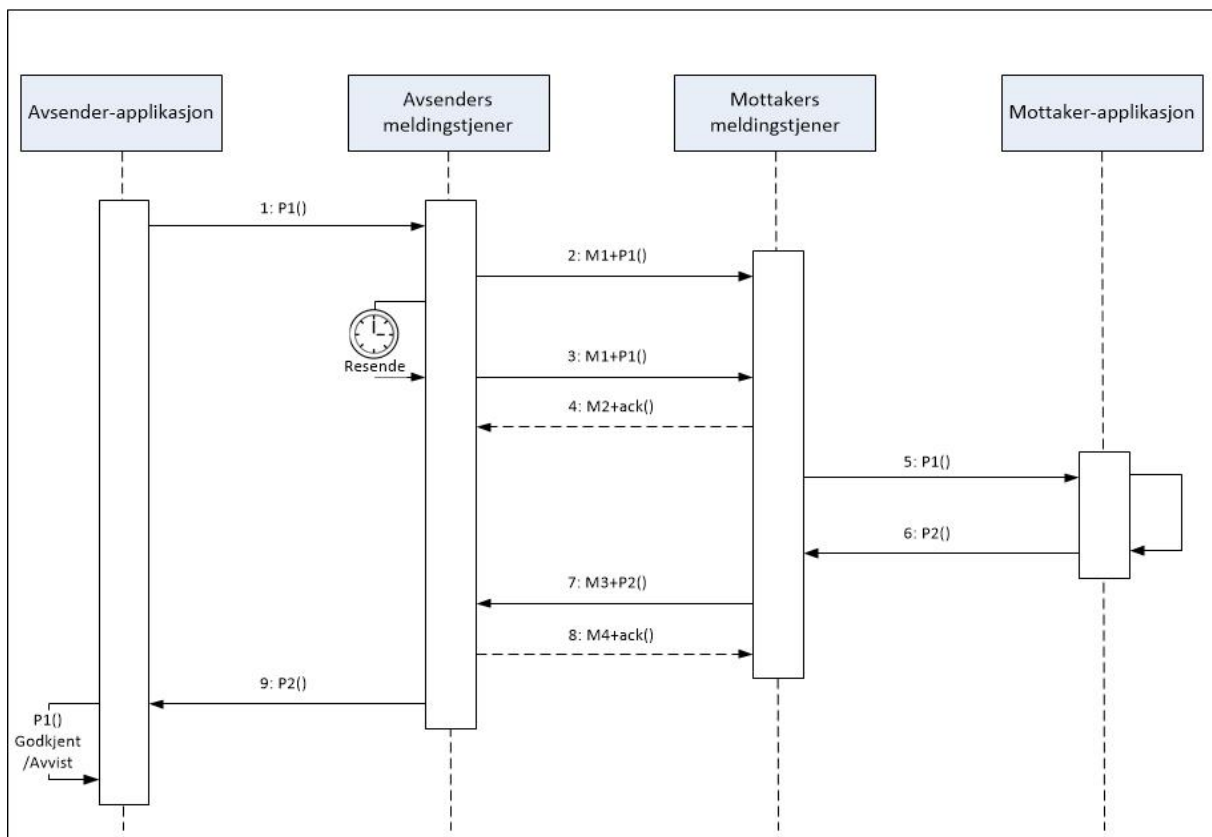 Avsender-applikasjon
Avsenders
meldingstjener
Mottakers
meldingstjener
Mottaker-applikasjon
1: P1()
2: M1+P1()
Resende
3: M1+P1()
4: M2+ack()
5: P1()
6: P2()
7: M3+P2()
8: M4+ack()
9: P2()
P1()
Godkjent
/Avvist